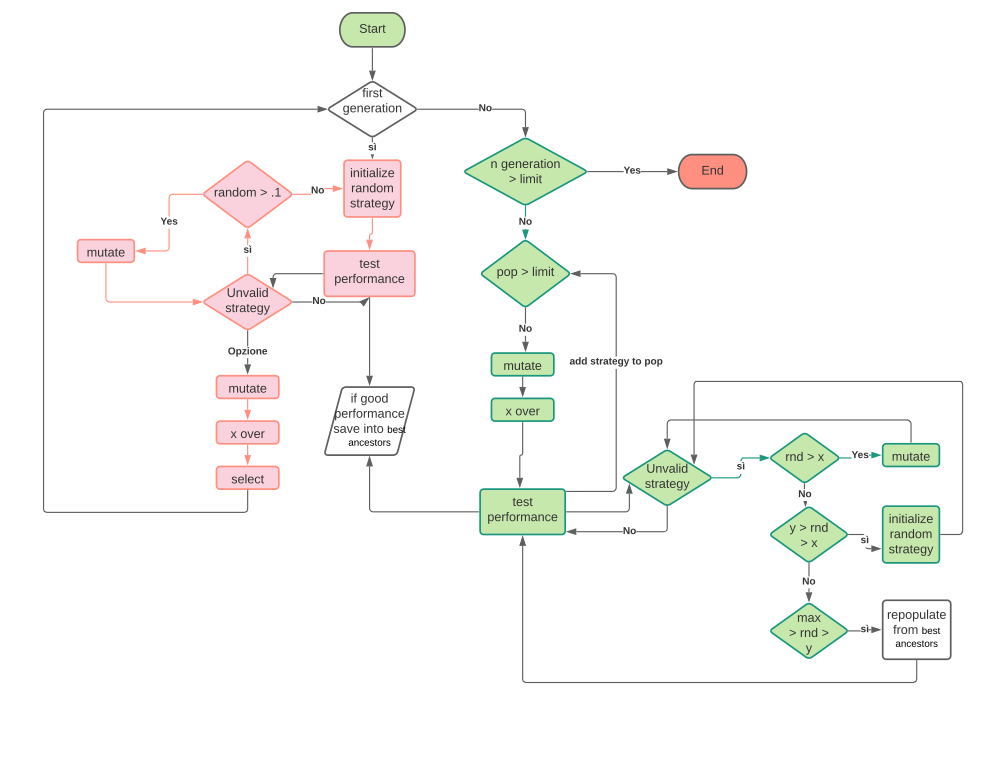 Start
first
generation
No
sì
n generation
> limit
Yes
End
initialize
random
strategy
random > .1
No
Yes
No
mutate
sì
test
performance
pop > limit
Unvalid
strategy
No
No
Opzione
mutate
add strategy to pop
mutate
if good
performance
save into best
ancestors
x over
x over
select
Unvalid
strategy
sì
rnd > x
Yes
mutate
No
test
performance
No
y > rnd
> x
sì
initialize
random
strategy
No
max
> rnd >
y
sì
repopulate
from best
ancestors